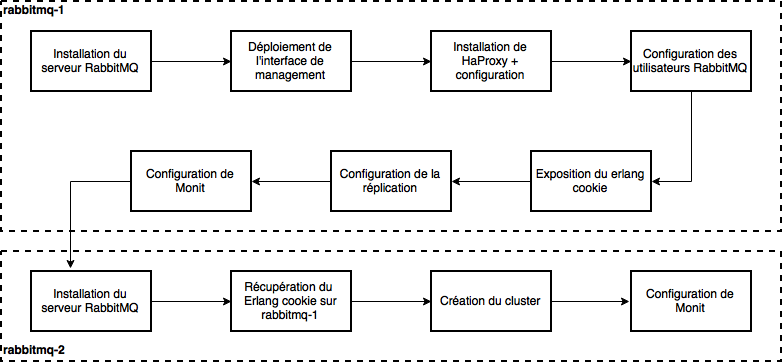 rabbitmq-1
Installation du
serveur RabbitMQ
Déploiement de
l'interface de
management
Installation de
HaProxy +
configuration
Configuration des
utilisateurs RabbitMQ
Exposition du erlang
cookie
Configuration de la
réplication
Configuration de
Monit
Installation du
serveur RabbitMQ
Récupération du
Erlang cookie sur
rabbitmq-1
Création du cluster
Configuration de
Monit
rabbitmq-2